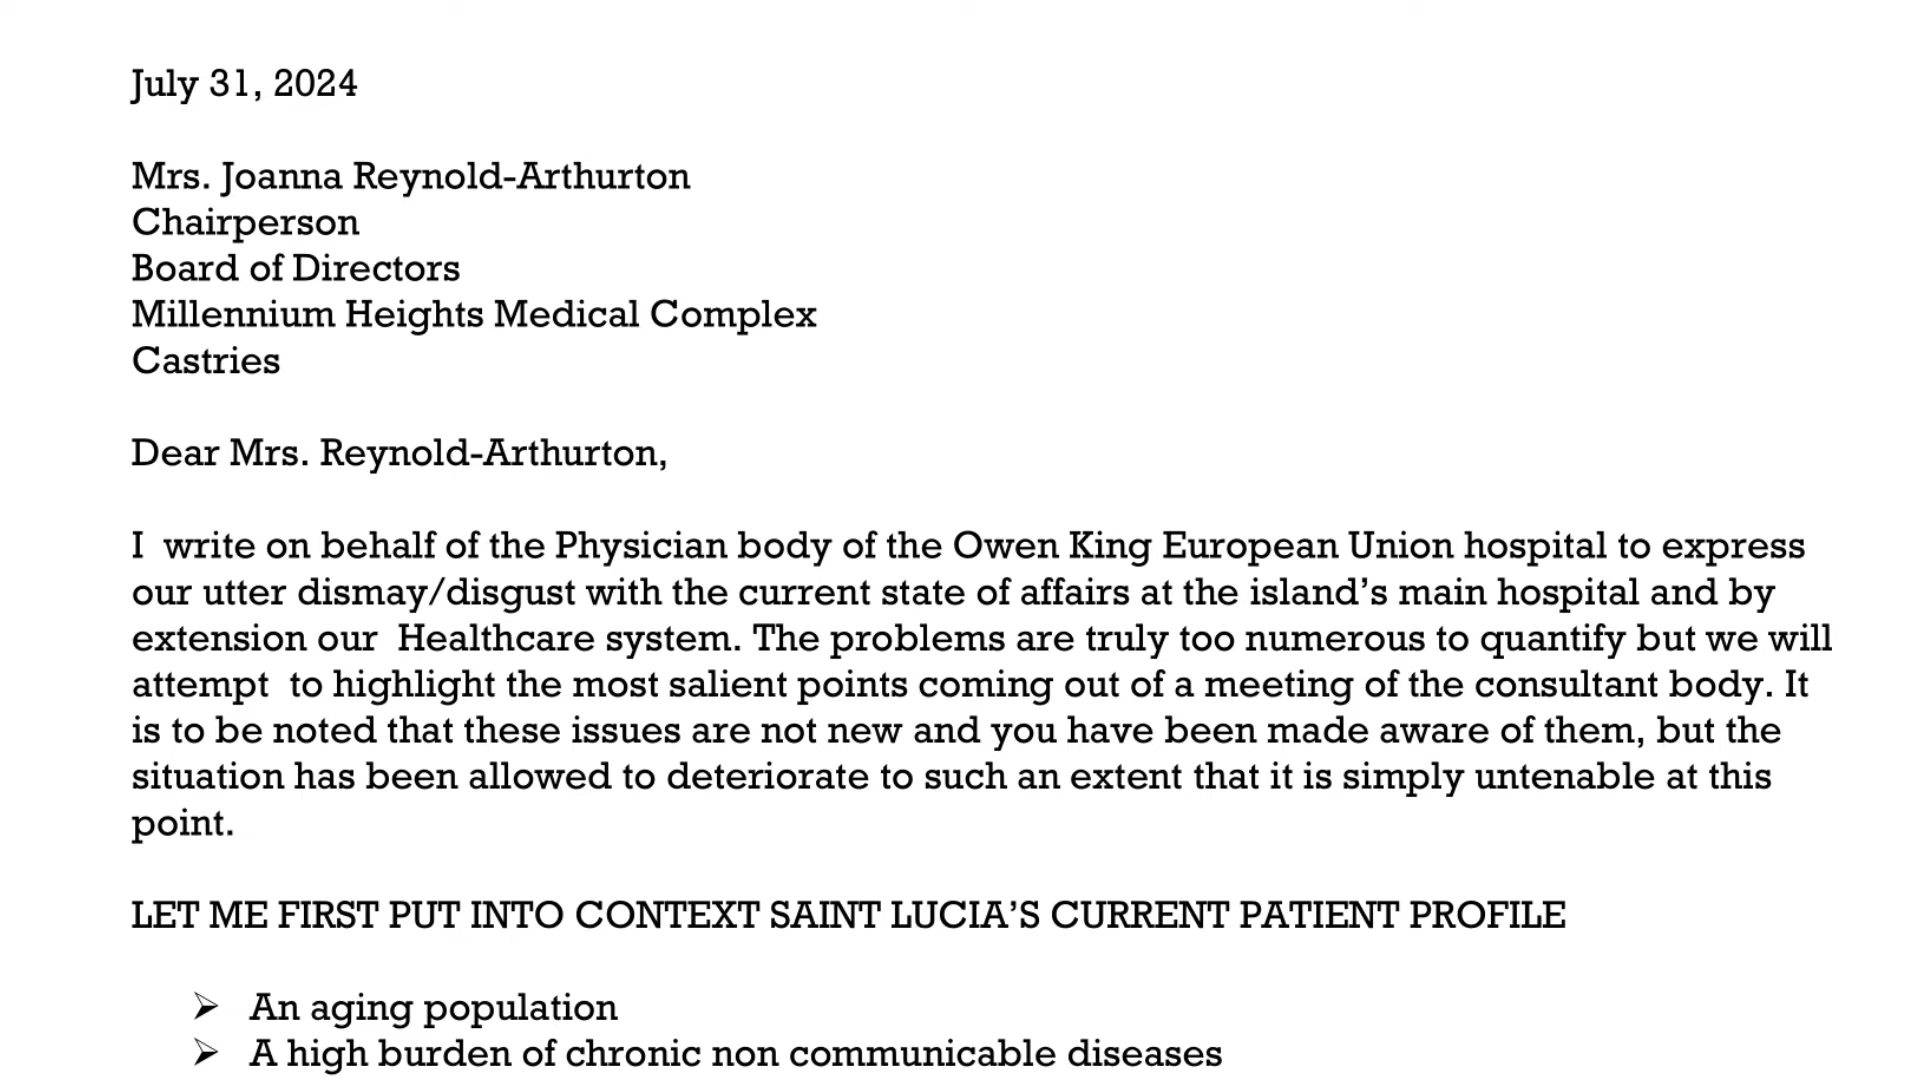 July 31, 2024
Mrs. Joanna Reynold-Arthurton
Chairperson
Board of Directors
Millennium Heights Medical Complex
Castries
Dear Mrs. Reynold-Arthurton,
I  write on behalf of the Physician body of the Owen King European Union hospital to express
our utter dismay/disgust with the current state of affairs at the island’s main hospital and by
extension our  Healthcare system. The problems are truly too numerous to quantify but we will
attempt  to highlight the most salient points coming out of a meeting of the consultant body. It
is to be noted that these issues are not new and you have been made aware of them, but the
situation has been allowed to deteriorate to such an extent that it is simply untenable at this
point.
LET ME FIRST PUT INTO CONTEXT SAINT LUCIA’S CURRENT PATIENT PROFILE
➢ An aging population
➢ A high burden of chronic non communicable diseases